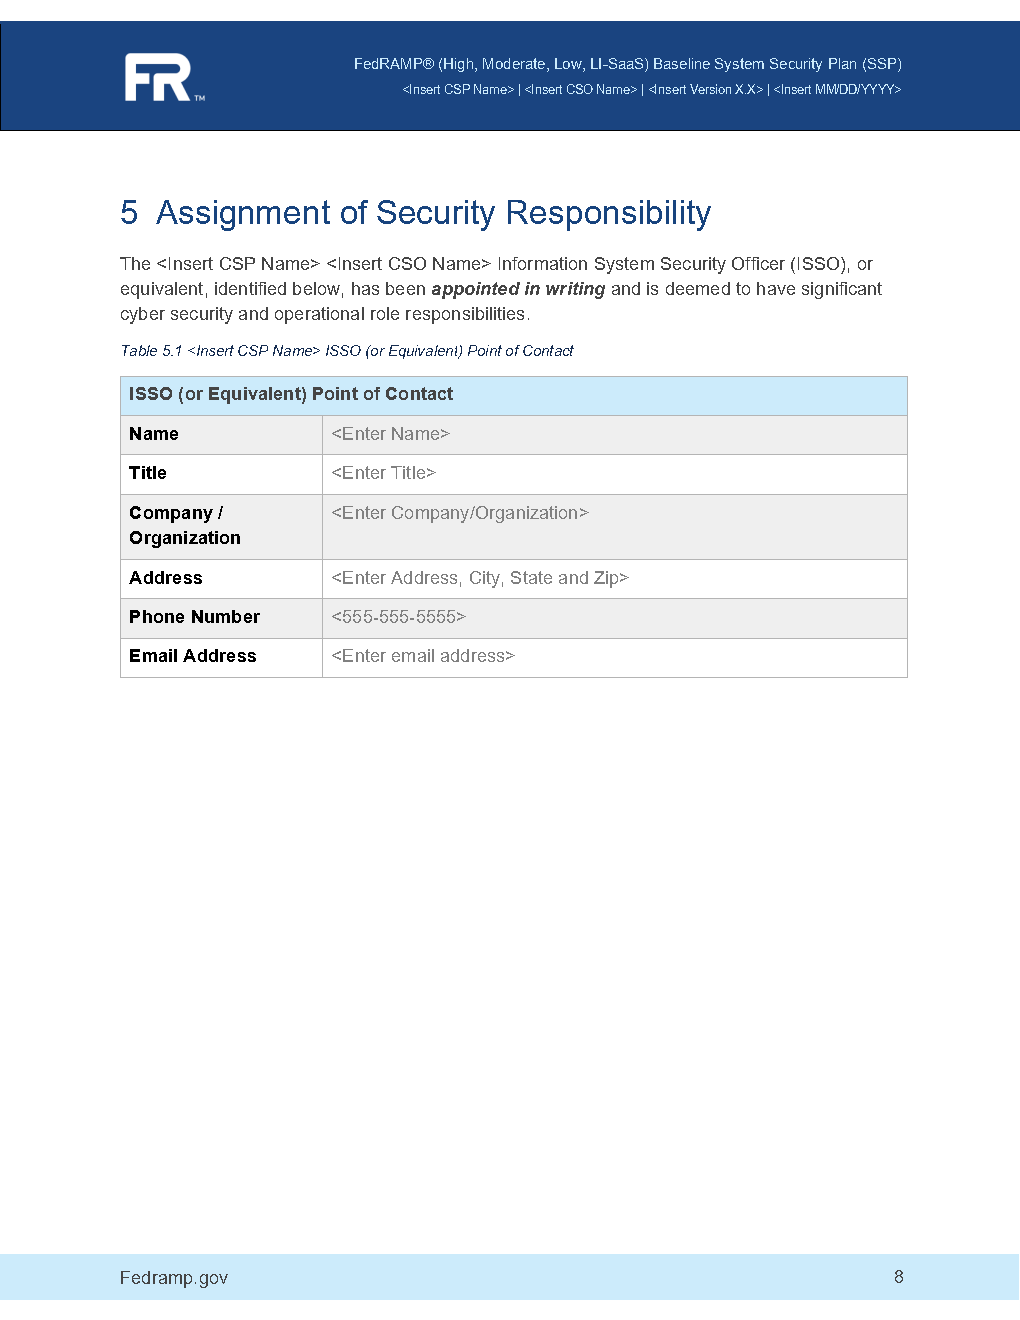 FR™
FedRAMP® (High, Moderate, Low, LI-SaaS) Baseline System Security Plan (SSP)
<Insert CSP Name> | <Insert CSO Name> | <Insert Version X.X> | <Insert MM/DD/YYYY>
5 Assignment of Security Responsibility
The <Insert CSP Name> <Insert CSO Name> Information System Security Officer (ISSO), or
equivalent, identified below, has been appointed in writing and is deemed to have significant
cyber security and operational role responsibilities.
Table 5.1 <Insert CSP Name> ISSO (or Equivalent) Point of Contact
ISSO (or Equivalent) Point of Contact
Name <Enter Name>
Title <Enter Title>
Company / <Enter Company/Organization>
Organization
Address <Enter Address, City, State and Zip>
Phone Number <555-555-5555>
Email Address <Enter email address>
Fedramp.gov 8